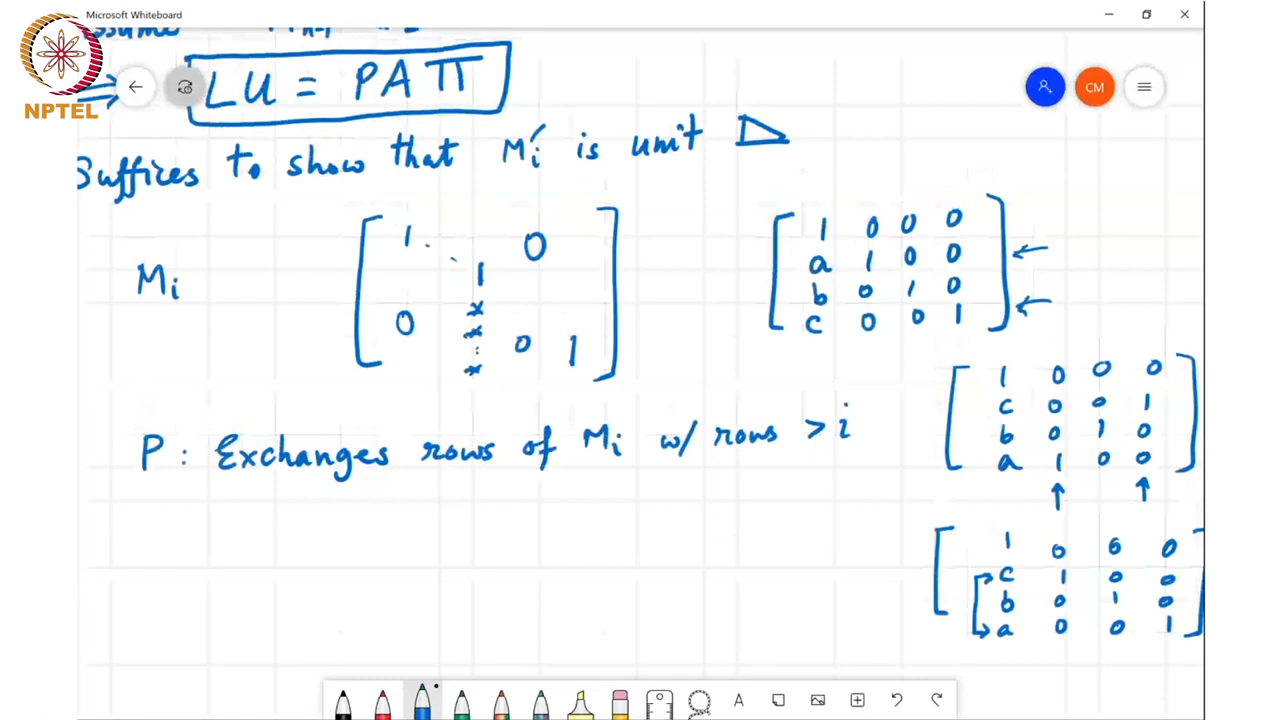 Microsoft Whiteboard
NPTEL
CM
LU = PAΠ
Suffices to show that Mi' is unit
Mi
1 0
1
x
0 x
⋮ 0 1
x
1 0 0 0
a 1 0 0 ←
b 0 1 0
c 0 0 1 ←
P : Exchanges rows of Mi w/ rows > i
1 0 0 0
c 0 0 1
b 0 1 0
a 1 0 0
↑ ↑
1 0 0 0
c 1 0 0
b 0 1 0
a 0 0 1
A